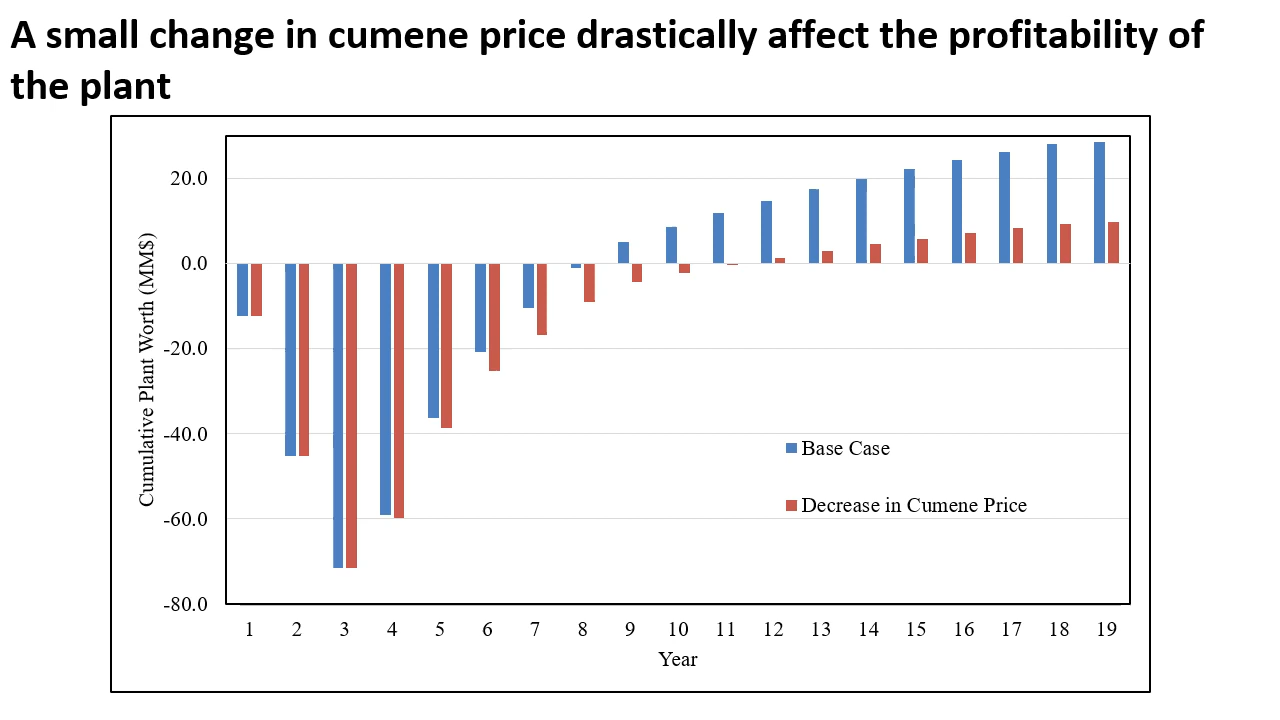 A small change in cumene price drastically affect the profitability of
the plant
20.0
0.0
-20.0
-40.0
-60.0
-80.0
Cumulative Plant Worth (MM$)
Base Case
Decrease in Cumene Price
1 2 3 4 5 6 7 8 9 10 11 12 13 14 15 16 17 18 19
Year